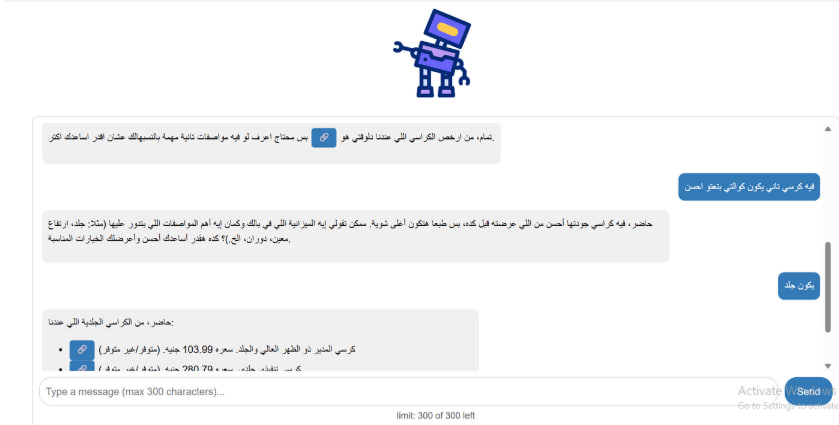 تمام، من ارخص الكراسي اللي عندنا دلوقتي هو بس محتاج اعرف لو فيه مواصفات تانية مهمة بالنسبهالك عشان اقدر اساعدك اكتر.
فيه كرسي تاني يكون كوالتي بتعتو احسن
حاضر، فيه كراسي جودتها أحسن من اللي عرضته قبل كده، بس طبعا هتكون أعلى شوية. ممكن تقولي إيه الميزانية اللي في بالك وكمان إيه أهم المواصفات اللي بتدور عليها (مثلا: جلد، ارتفاع
معين، دوران، الخ.)؟ كده هقدر أساعدك أحسن وأعرضلك الخيارات المناسبة.
يكون جلد
حاضر، من الكراسي الجلدية اللي عندنا:
• كرسي المدير ذو الظهر العالي والجلد. سعره 103.99 جنيه. (متوفر/غير متوفر)
• كرسي تنفيذي جلدي. سعره 280.79 جنيه. (متوفر/غير متوفر)
Type a message (max 300 characters)...
Send
Activate Windows
Go to Settings to activate
limit: 300 of 300 left